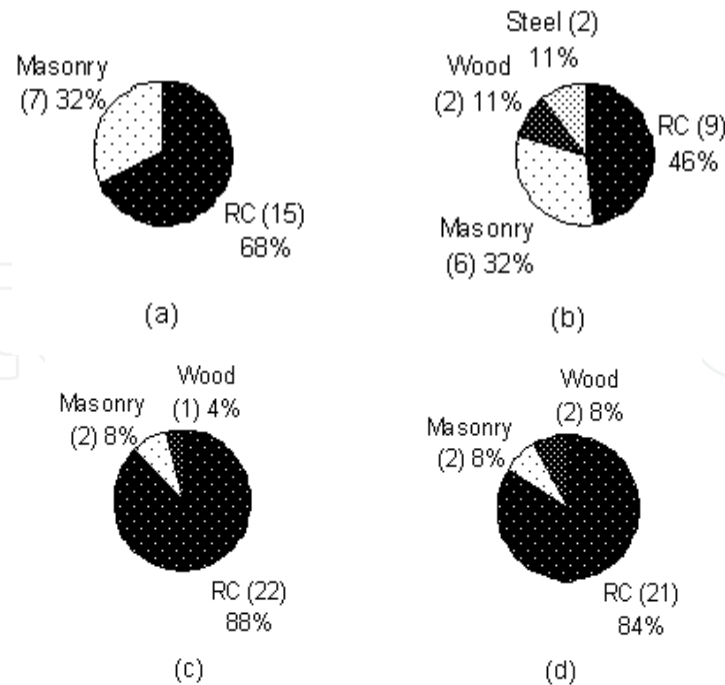 Masonry
(7) 32%
RC (15)
68%
(a)
Steel (2)
11%
Wood
(2) 11%
RC (9)
46%
Masonry
(6) 32%
(b)
Wood
(1) 4%
Masonry
(2) 8%
RC (22)
88%
(c)
Wood
(2) 8%
Masonry
(2) 8%
RC (21)
84%
(d)